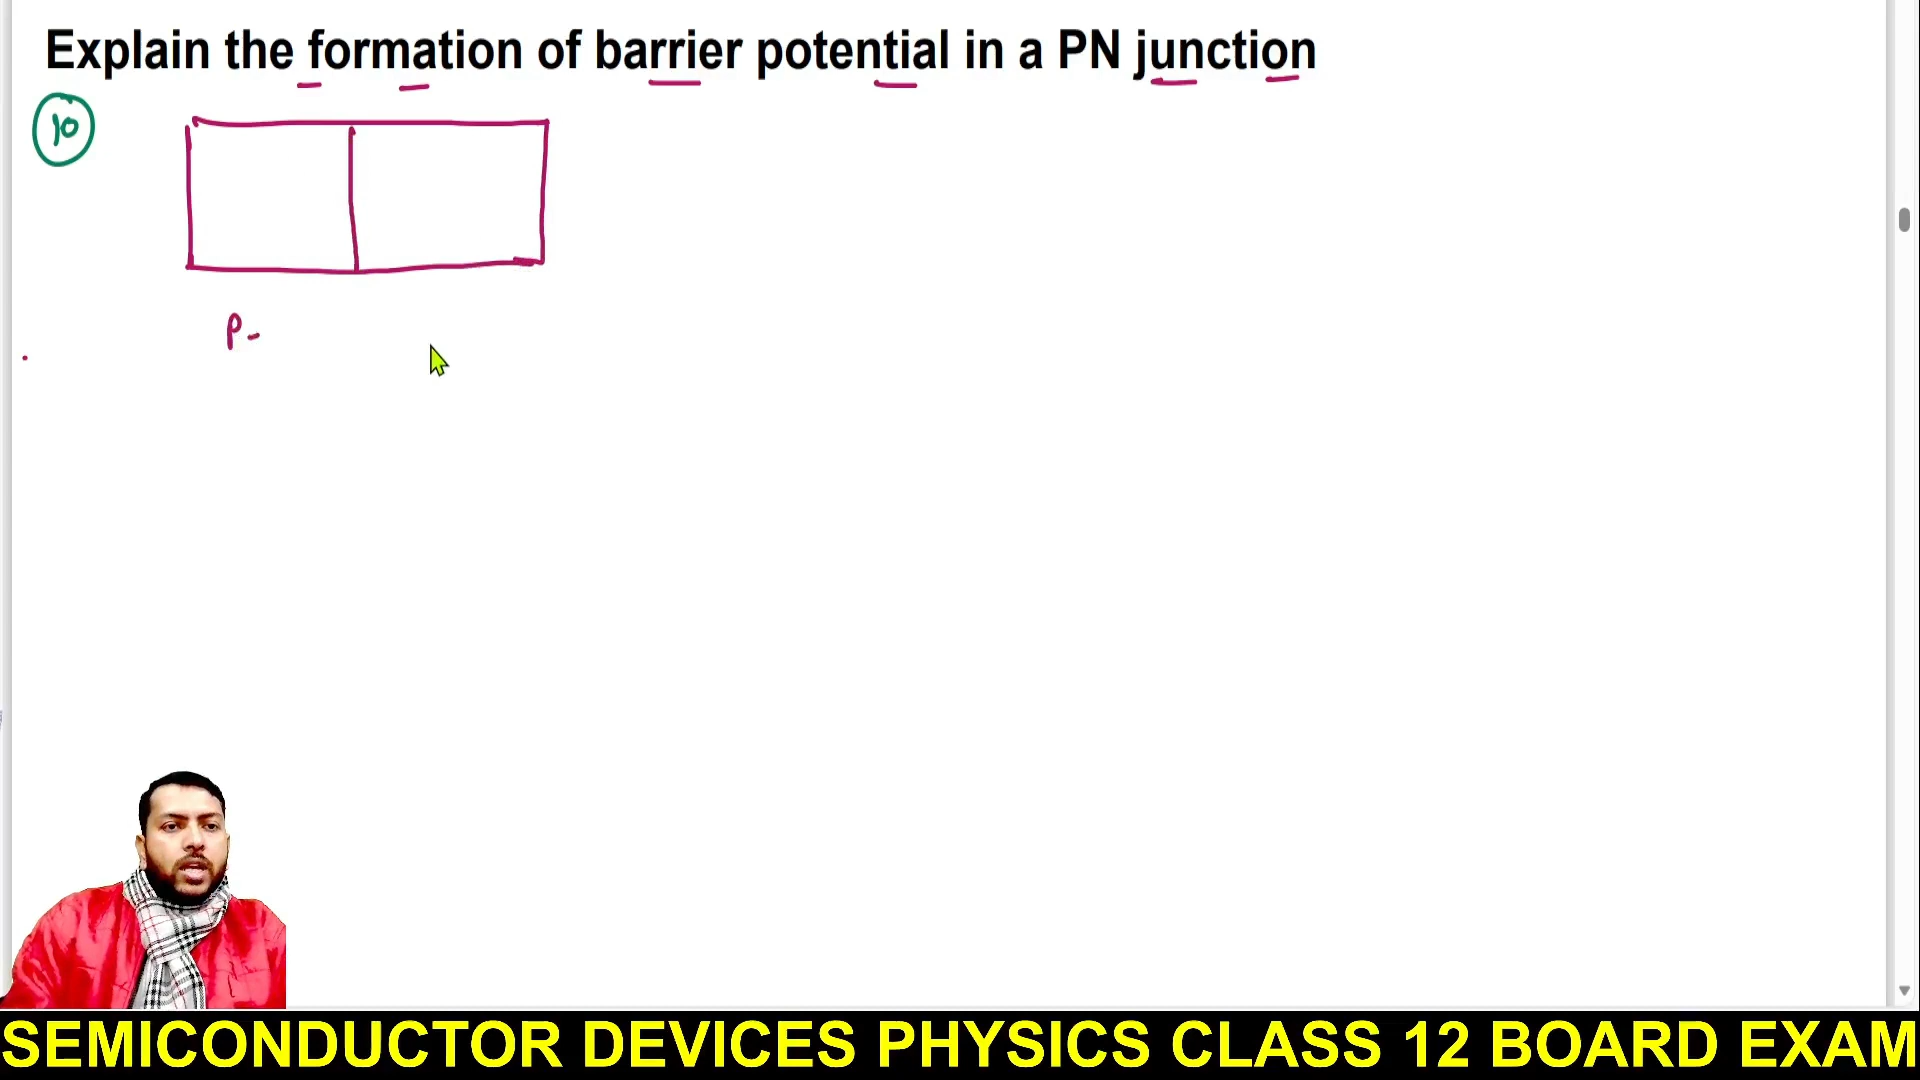 Explain the formation of barrier potential in a PN junction
10
P-
SEMICONDUCTOR DEVICES PHYSICS CLASS 12 BOARD EXAM